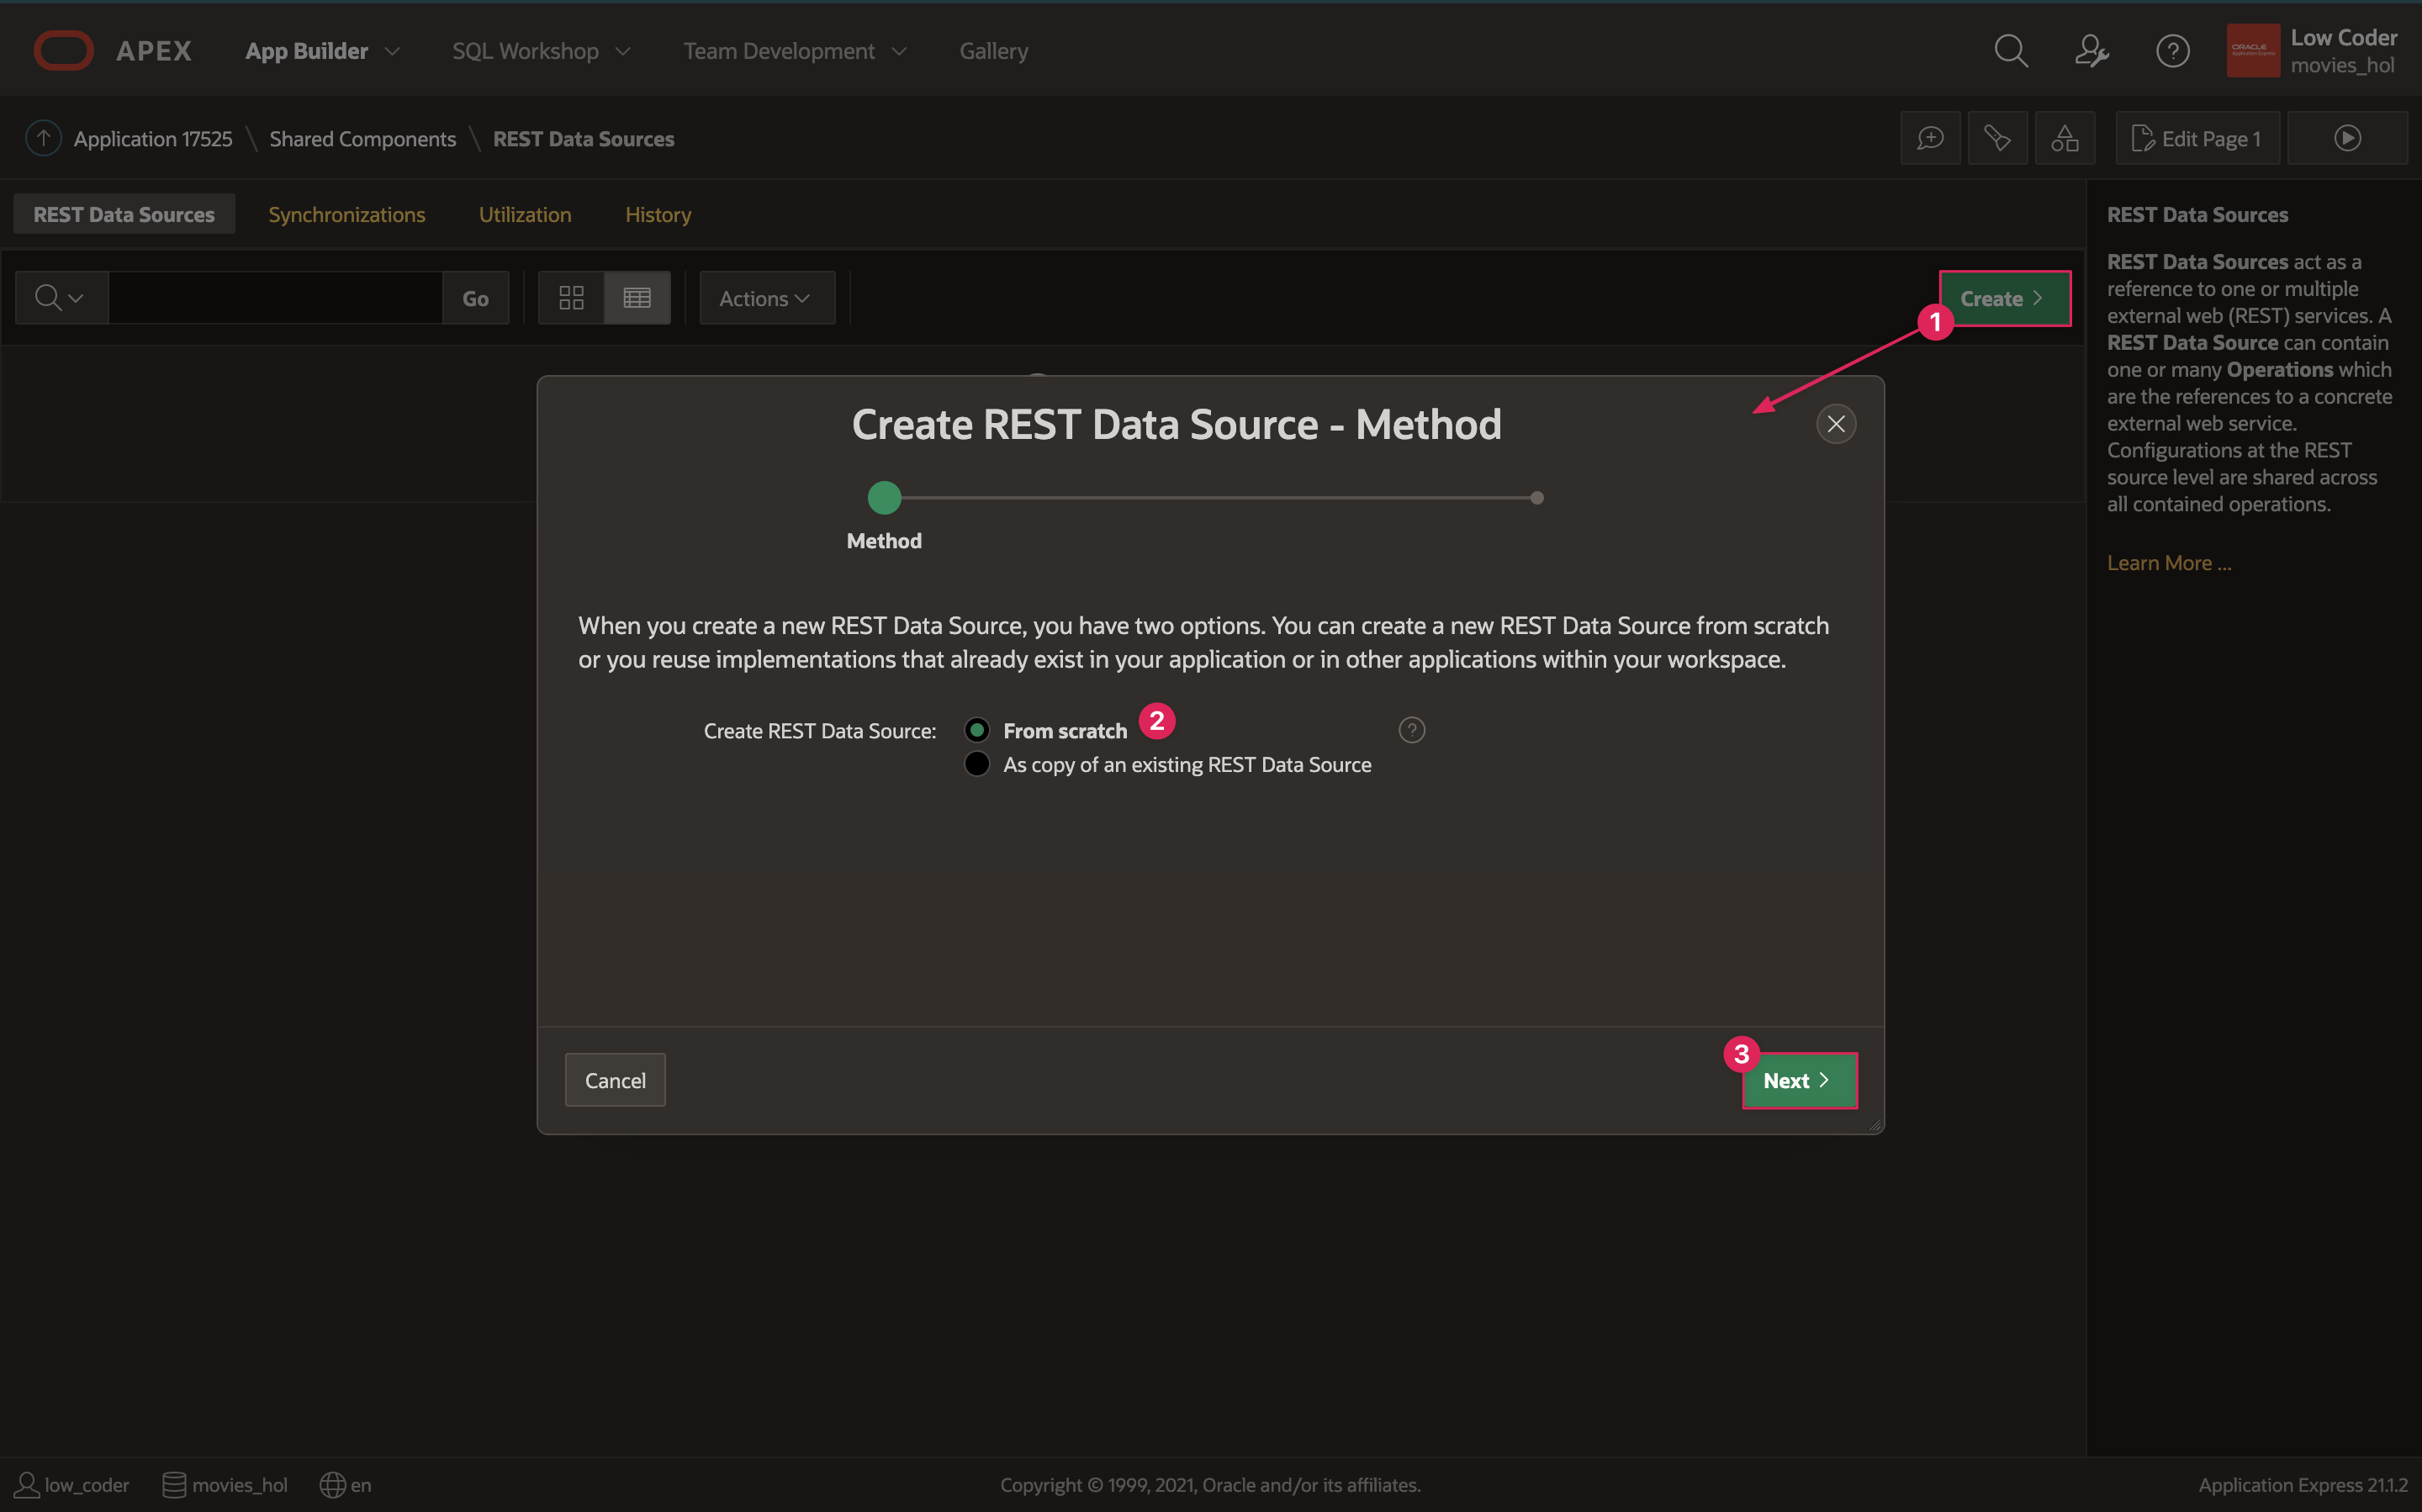 APEX
App Builder
SQL Workshop
Team Development
Gallery
Low Coder
movies_hol
Application 17525 \ Shared Components \ REST Data Sources
Edit Page 1
REST Data Sources
Synchronizations
Utilization
History
Go
Actions
Create
1
Create REST Data Source - Method
Method
When you create a new REST Data Source, you have two options. You can create a new REST Data Source from scratch
or you reuse implementations that already exist in your application or in other applications within your workspace.
Create REST Data Source:
From scratch
2
?
As copy of an existing REST Data Source
Cancel
3
Next
REST Data Sources
REST Data Sources act as a
reference to one or multiple
external web (REST) services. A
REST Data Source can contain
one or many Operations which
are the references to a concrete
external web service.
Configurations at the REST
source level are shared across
all contained operations.
Learn More ...
low_coder
movies_hol
en
Copyright © 1999, 2021, Oracle and/or its affiliates.
Application Express 21.1.2
ORACLE
Application Express